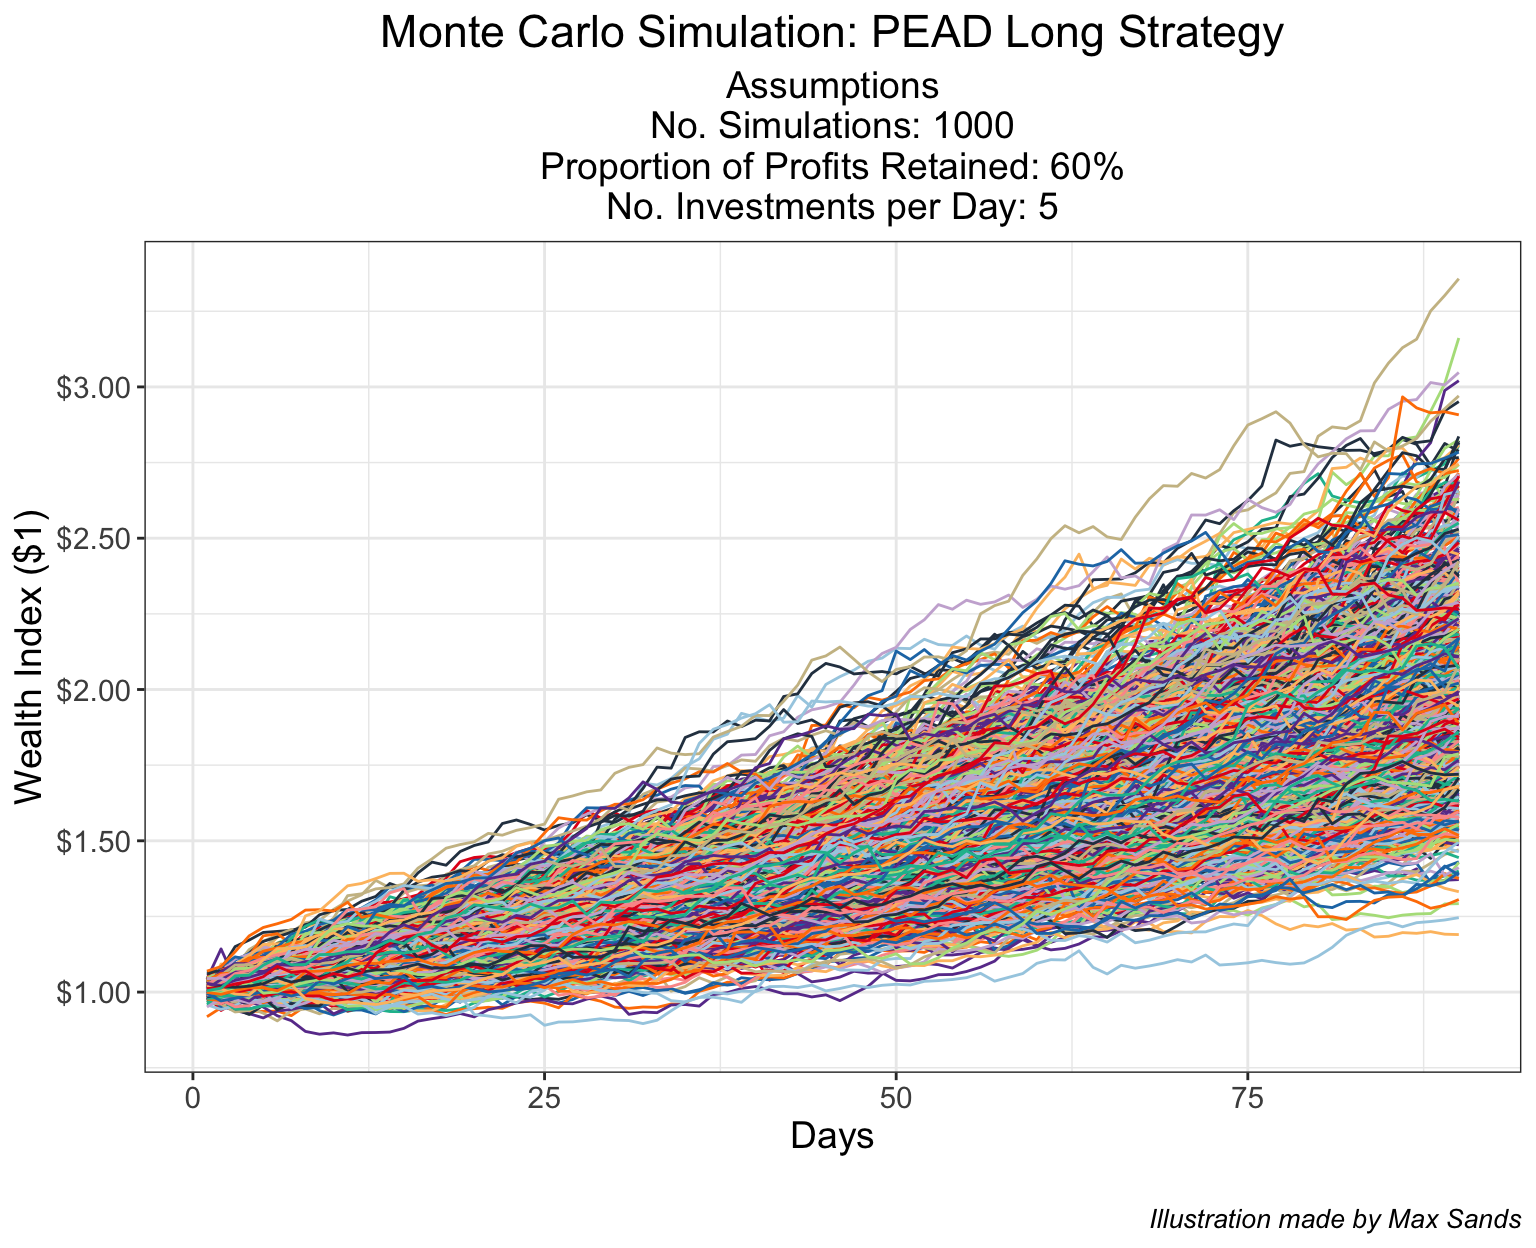 Monte Carlo Simulation: PEAD Long Strategy
Assumptions
No. Simulations: 1000
Proportion of Profits Retained: 60%
No. Investments per Day: 5
Wealth Index ($1)
$3.00
$2.50
$2.00
$1.50
$1.00
0
25
50
75
Days
Illustration made by Max Sands